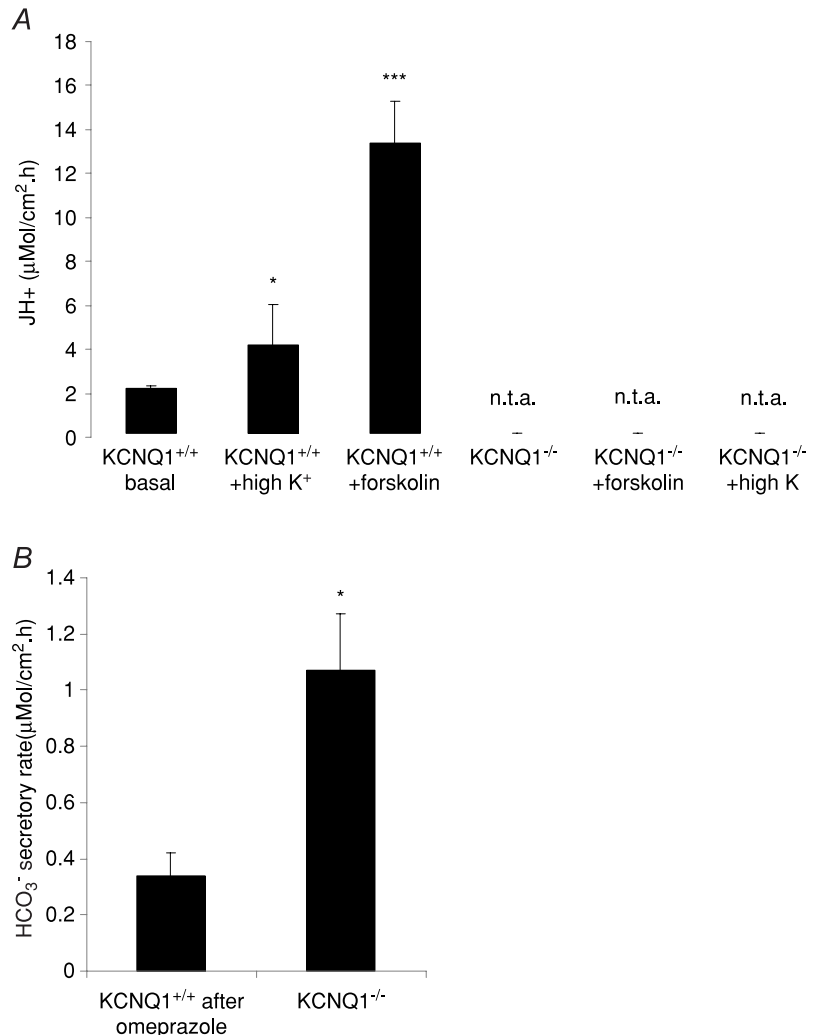 A
JH+ (μMol/cm².h)
18
16
14
12
10
8
6
4
2
0
*
***
n.t.a.
n.t.a.
n.t.a.
KCNQ1+/+
basal
KCNQ1+/+
+high K+
KCNQ1+/+
+forskolin
KCNQ1-/-
KCNQ1-/-
+forskolin
KCNQ1-/-
+high K
B
HCO₃⁻ secretory rate(μMol/cm².h)
1.4
1.2
1
0.8
0.6
0.4
0.2
0
*
KCNQ1+/+ after
omeprazole
KCNQ1-/-